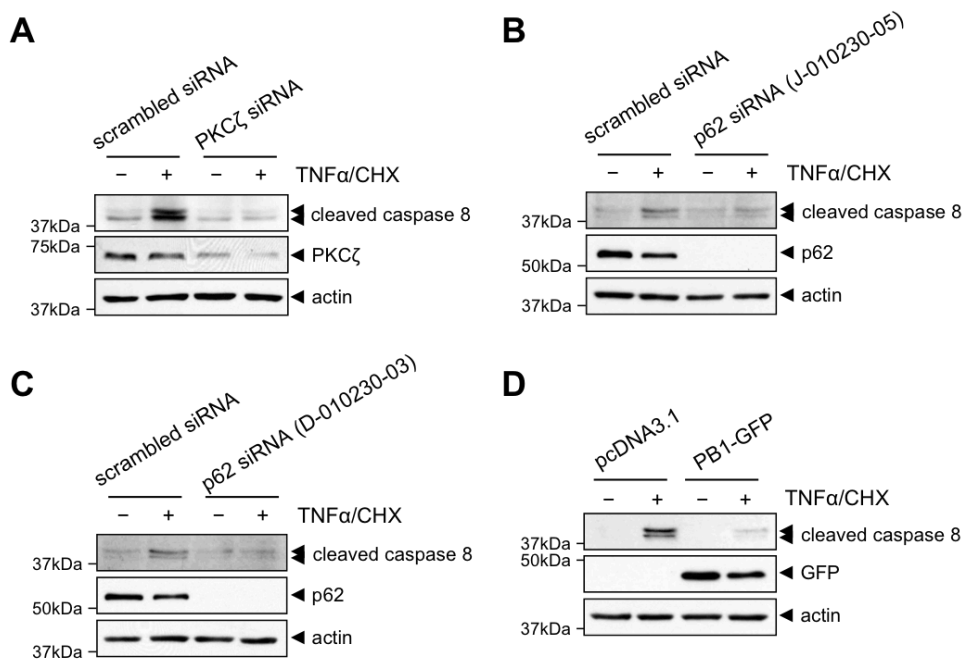 A
scrambled siRNA
PKCζ siRNA
– + – + TNFα/CHX
cleaved caspase 8
37kDa
75kDa
PKCζ
actin
37kDa
B
scrambled siRNA
p62 siRNA (J-010230-05)
– + – + TNFα/CHX
cleaved caspase 8
37kDa
p62
50kDa
actin
37kDa
C
scrambled siRNA
p62 siRNA (D-010230-03)
– + – + TNFα/CHX
cleaved caspase 8
37kDa
p62
50kDa
actin
37kDa
D
pcDNA3.1
PB1-GFP
– + – + TNFα/CHX
cleaved caspase 8
37kDa
50kDa
GFP
actin
37kDa